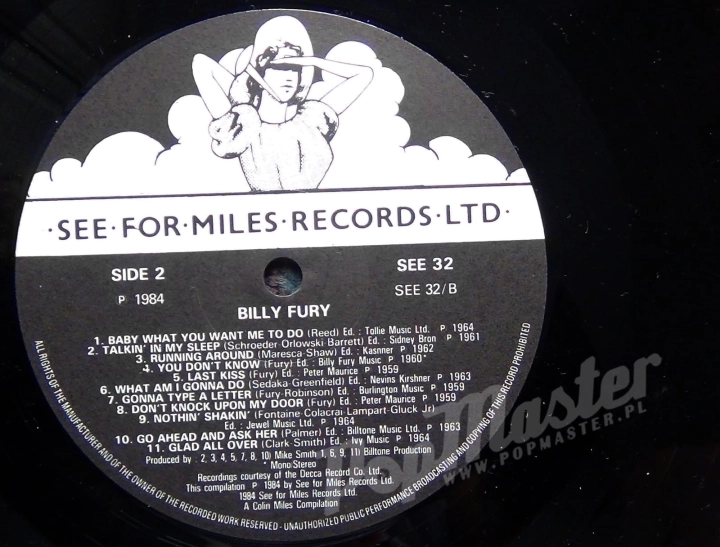 ·SEE·FOR·MILES·RECORDS·LTD·
SIDE 2
SEE 32
P 1984
SEE 32/B
BILLY FURY
1. BABY WHAT YOU WANT ME TO DO (Reed) Ed. : Tollie Music Ltd. P 1964
2. TALKIN' IN MY SLEEP (Schroeder-Orlowski-Barrett) Ed. : Sidney Bron P 1961
3. RUNNING AROUND (Maresca-Shaw) Ed. : Kasnner P 1962
4. YOU DON'T KNOW (Fury) Ed. : Billy Fury Music P 1960*
5. LAST KISS (Fury) Ed. : Peter Maurice P 1959
6. WHAT AM I GONNA DO (Sedaka-Greenfield) Ed. : Nevins Kirshner P 1963
7. GONNA TYPE A LETTER (Fury-Robinson) Ed. : Burlington Music P 1959
8. DON'T KNOCK UPON MY DOOR (Fury) Ed. : Peter Maurice P 1959
9. NOTHIN' SHAKIN' (Fontaine Colacrai-Lampart-Gluck Jr)
Ed. : Jewel Music Ltd. P 1964
10. GO AHEAD AND ASK HER (Palmer) Ed. : Billtone Music P 1963
11. GLAD ALL OVER (Clark-Smith) Ed. : Ivy Music P 1964
Produced by : 2, 3, 4, 5, 7, 8, 10) Mike Smith 1, 6, 9, 11) Billtone Production
* Mono/Stereo
Recordings courtesy of the Decca Record Co. Ltd.
This compilation P 1984 by See for Miles Records Ltd.
1984 See for Miles Records Ltd.
A Colin Miles Compilation
ALL RIGHTS OF THE MANUFACTURER AND OF THE OWNER OF THE RECORDED WORK RESERVED - UNAUTHORIZED PUBLIC PERFORMANCE BROADCASTING AND COPYING OF THIS RECORD PROHIBITED
PopMaster
WWW.POPMASTER.PL